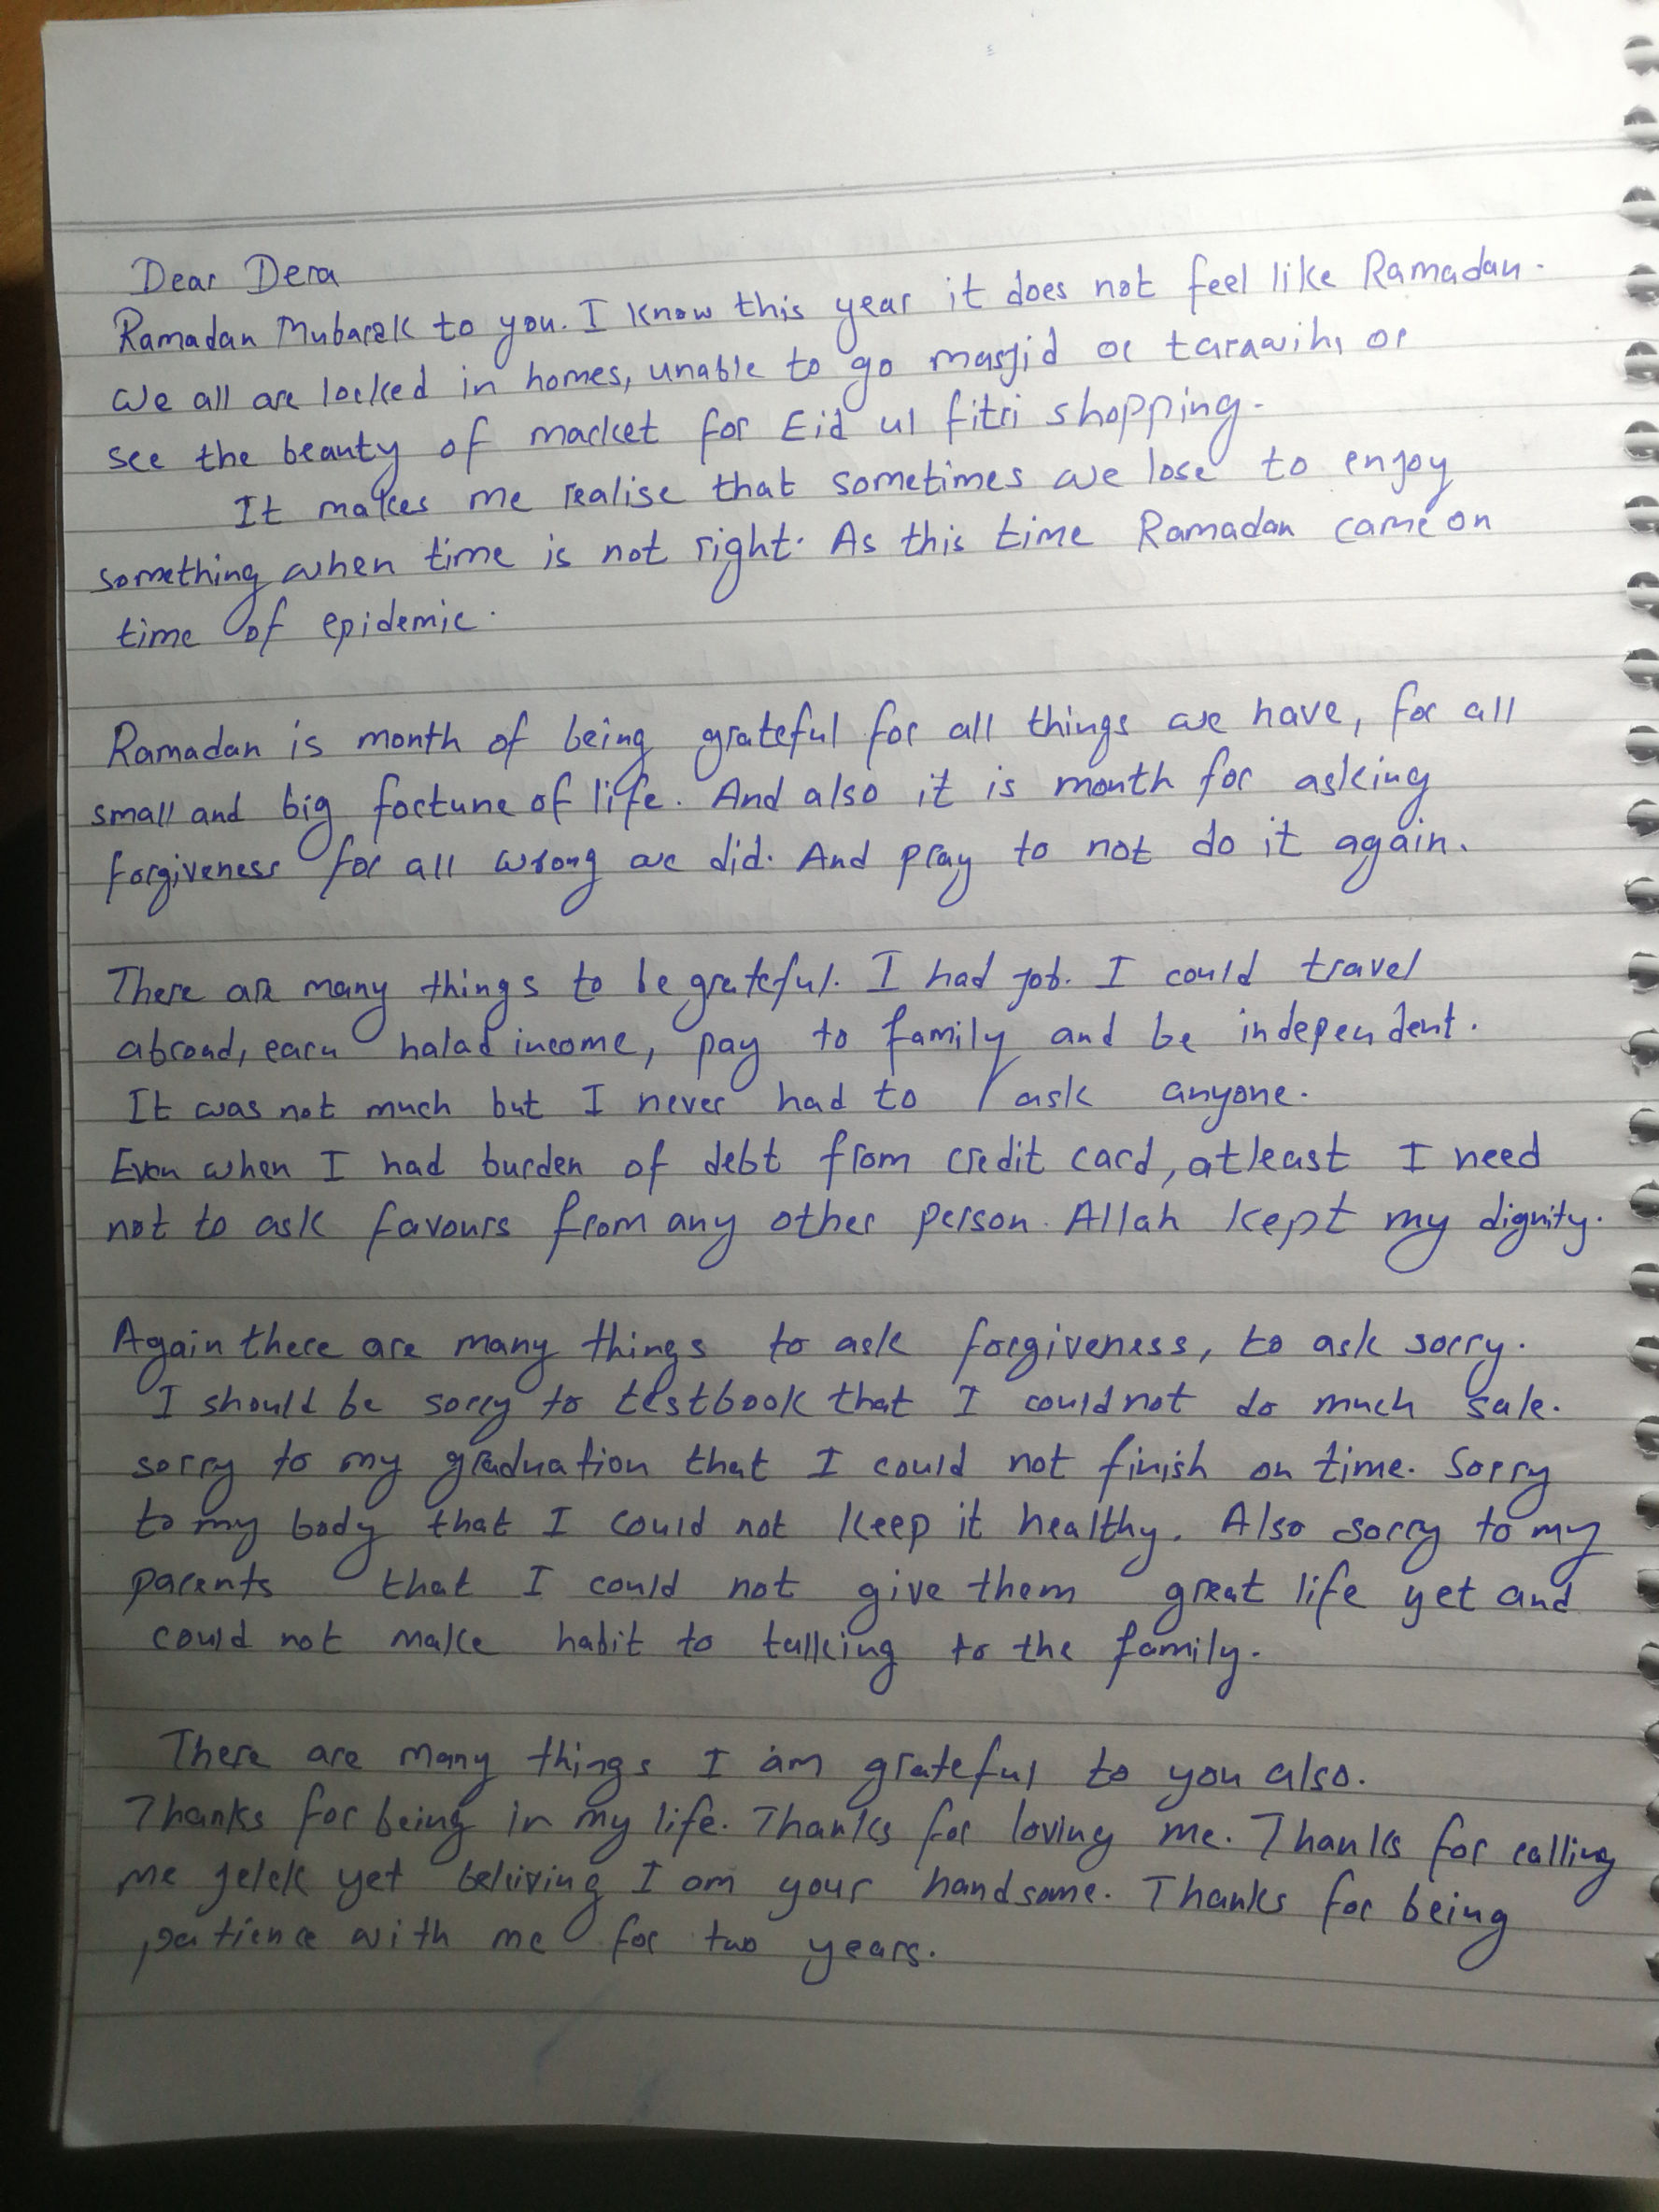 Dear Dera
Ramadan Mubarak to you. I know this year it does not feel like Ramadan.
We all are locked in homes, unable to go masjid or tarawih, or
see the beauty of market for Eid ul fitri shopping.
It makes me realise that sometimes we lose to enjoy
something when time is not right. As this time Ramadan came on
time of epidemic.
Ramadan is month of being grateful for all things we have, for all
small and big fortune of life. And also it is month for asking
forgiveness for all wrong we did. And pray to not do it again.
There are many things to be grateful. I had job. I could travel
abroad, earn halal income, pay to family and be independent.
It was not much but I never had to ask anyone.
Even when I had burden of debt from credit card, atleast I need
not to ask favours from any other person. Allah kept my dignity.
Again there are many things to ask forgiveness, to ask sorry.
I should be sorry to testbook that I could not do much sale.
sorry to my graduation that I could not finish on time. Sorry
to my body that I could not keep it healthy. Also sorry to my
parents that I could not give them great life yet and
could not make habit to talking to the family.
There are many things I am grateful to you also.
Thanks for being in my life. Thanks for loving me. Thanks for calling
me jelek yet beliiving I am your handsome. Thanks for being
patience with me for two years.